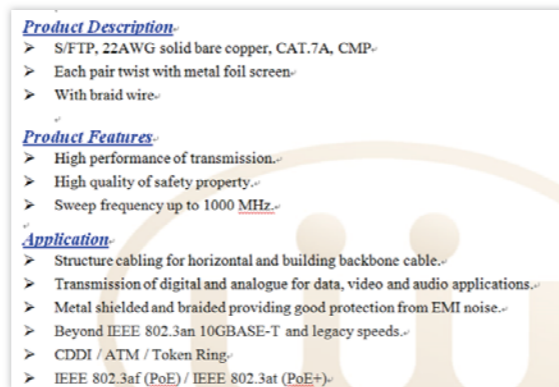 Product Description
➢ S/FTP, 22AWG solid bare copper, CAT.7A, CMP
➢ Each pair twist with metal foil screen
➢ With braid wire
Product Features
➢ High performance of transmission.
➢ High quality of safety property.
➢ Sweep frequency up to 1000 MHz.
Application
➢ Structure cabling for horizontal and building backbone cable.
➢ Transmission of digital and analogue for data, video and audio applications.
➢ Metal shielded and braided providing good protection from EMI noise.
➢ Beyond IEEE 802.3an 10GBASE-T and legacy speeds.
➢ CDDI / ATM / Token Ring
➢ IEEE 802.3af (PoE) / IEEE 802.3at (PoE+)